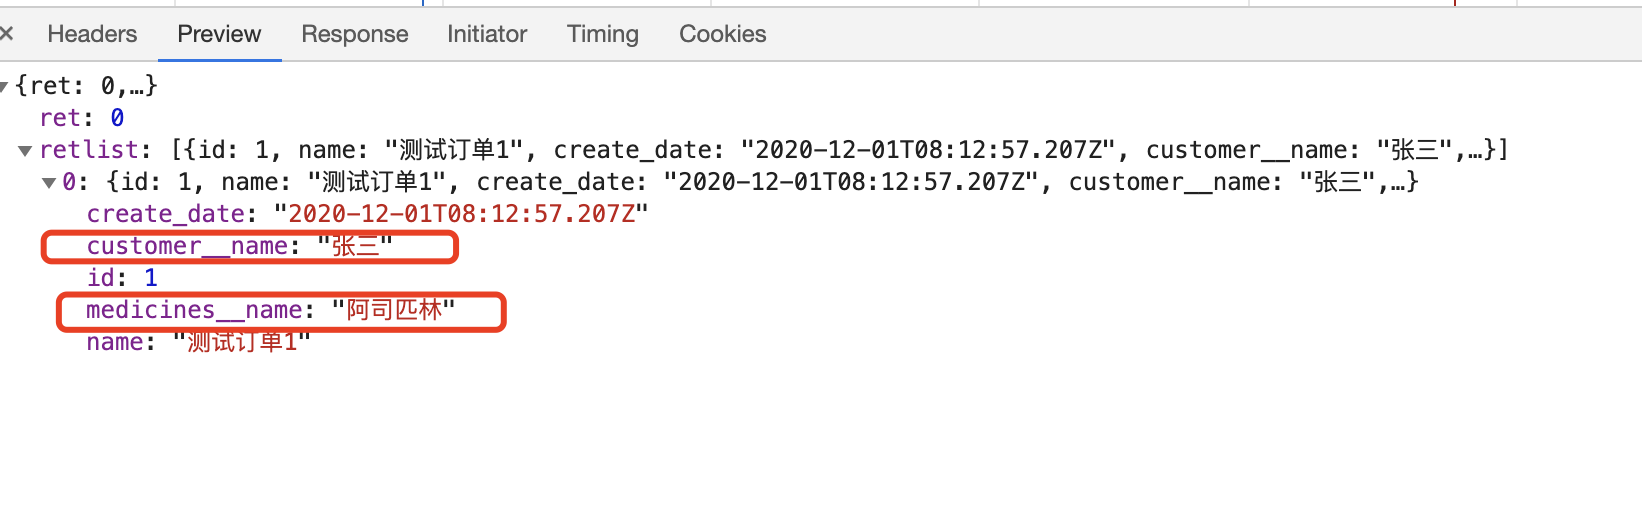 Headers Preview Response Initiator Timing Cookies
{ret: 0,…}
ret: 0
retlist: [{id: 1, name: "测试订单1", create_date: "2020-12-01T08:12:57.207Z", customer__name: "张三",…}]
0: {id: 1, name: "测试订单1", create_date: "2020-12-01T08:12:57.207Z", customer__name: "张三",…}
create_date: "2020-12-01T08:12:57.207Z"
customer__name: "张三"
id: 1
medicines__name: "阿司匹林"
name: "测试订单1"